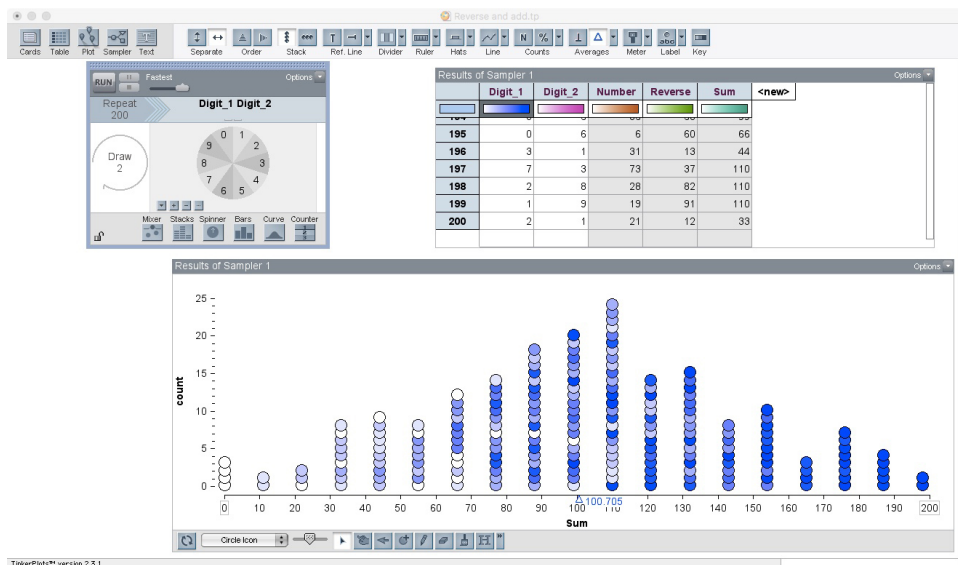 Reverse and add.tp
Cards Table Plot Sampler Text Separate Order Stack Ref. Line Divider Ruler Hats Line Counts Averages Meter Label Key
RUN Fastest Options
Repeat 200 Digit_1 Digit_2
Draw 2
0 1 2 3 4 5 6 7 8 9
Mixer Stacks Spinner Bars Curve Counter
Results of Sampler 1 Options
Digit_1 Digit_2 Number Reverse Sum <new>
195 0 6 6 60 66
196 3 1 31 13 44
197 7 3 73 37 110
198 2 8 28 82 110
199 1 9 19 91 110
200 2 1 21 12 33
Results of Sampler 1 Options
25
20
15
10
5
0
count
0 10 20 30 40 50 60 70 80 90 100 120 130 140 150 160 170 180 190 200
100.705
Sum
Circle Icon
TinkerPlots™ version 2.3.1